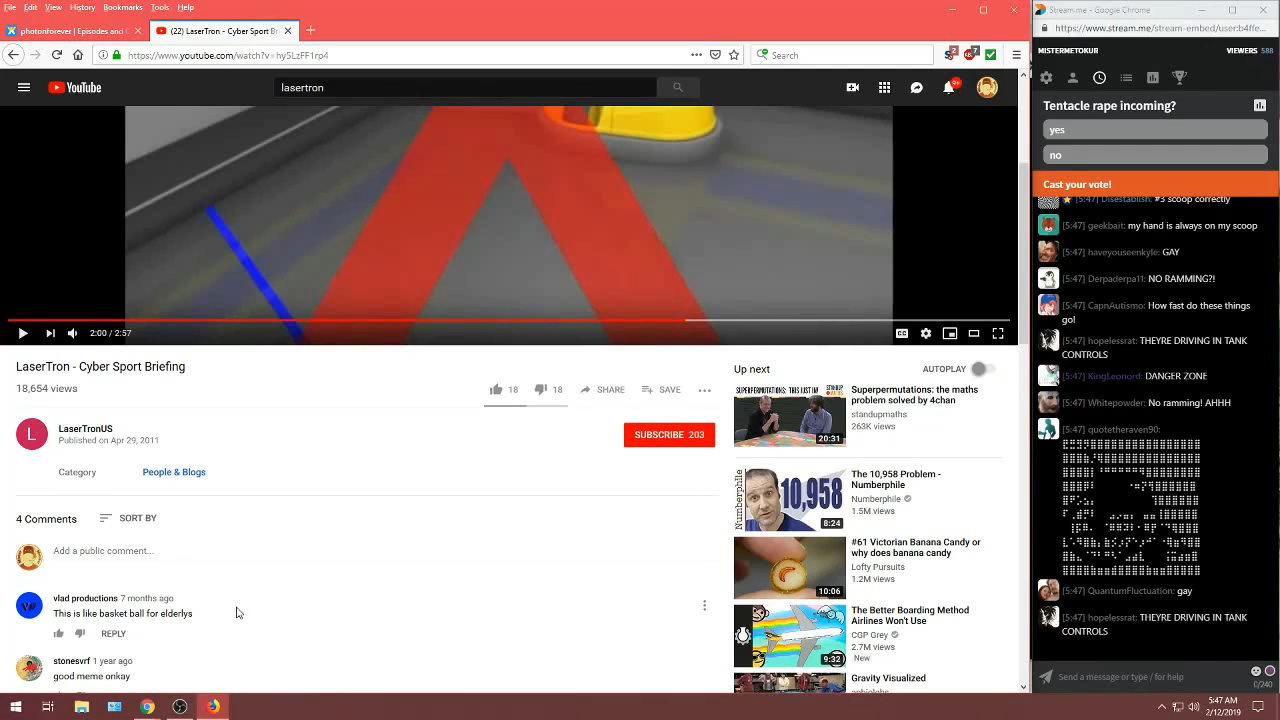 File Edit View History Bookmarks Tools Help
Stream.me - Google Chrome
photonforever | Episodes and C
(22) LaserTron - Cyber Sport Br
https://www.stream.me/stream-embed/user:b4ffe...
https://www.youtube.com/watch?v=hy5LzFF1rp4
Search
2
7
MISTERMETOKUR
VIEWERS 588
YouTube
lasertron
9+
Tentacle rape incoming?
yes
no
Cast your vote!
[5:47] Disestablish: #3 scoop correctly
[5:47] geekbait: my hand is always on my scoop
[5:47] haveyouseenkyle: GAY
[5:47] Derpaderpa11: NO RAMMING?!
[5:47] CapnAutismo: How fast do these things
go!
[5:47] hopelessrat: THEYRE DRIVING IN TANK
CONTROLS
[5:47] KingLeonord: DANGER ZONE
[5:47] Whitepowder: No ramming! AHHH
[5:47] quotetheraven90:
[5:47] QuantumFluctuation: gay
[5:47] hopelessrat: THEYRE DRIVING IN TANK
CONTROLS
Send a message or type / for help
0/240
2:00 / 2:57
CC
LaserTron - Cyber Sport Briefing
18,654 views
18
18
SHARE
SAVE
L
LaserTronUS
Published on Apr 29, 2011
SUBSCRIBE 203
Category
People & Blogs
4 Comments
SORT BY
Add a public comment...
vlad productions 7 months ago
This is like basket ball for elderlys
REPLY
stonesvrf 1 year ago
good meme onkay
Up next
AUTOPLAY
Superpermutations: the maths
problem solved by 4chan
standupmaths
263K views
20:31
The 10,958 Problem -
Numberphile
Numberphile
1.5M views
Numberphile
10,958
8:24
#61 Victorian Banana Candy or
why does banana candy
Lofty Pursuits
1.2M views
10:06
The Better Boarding Method
Airlines Won't Use
CGP Grey
2.7M views
New
9:32
Gravity Visualized
5:47 AM
2/12/2019